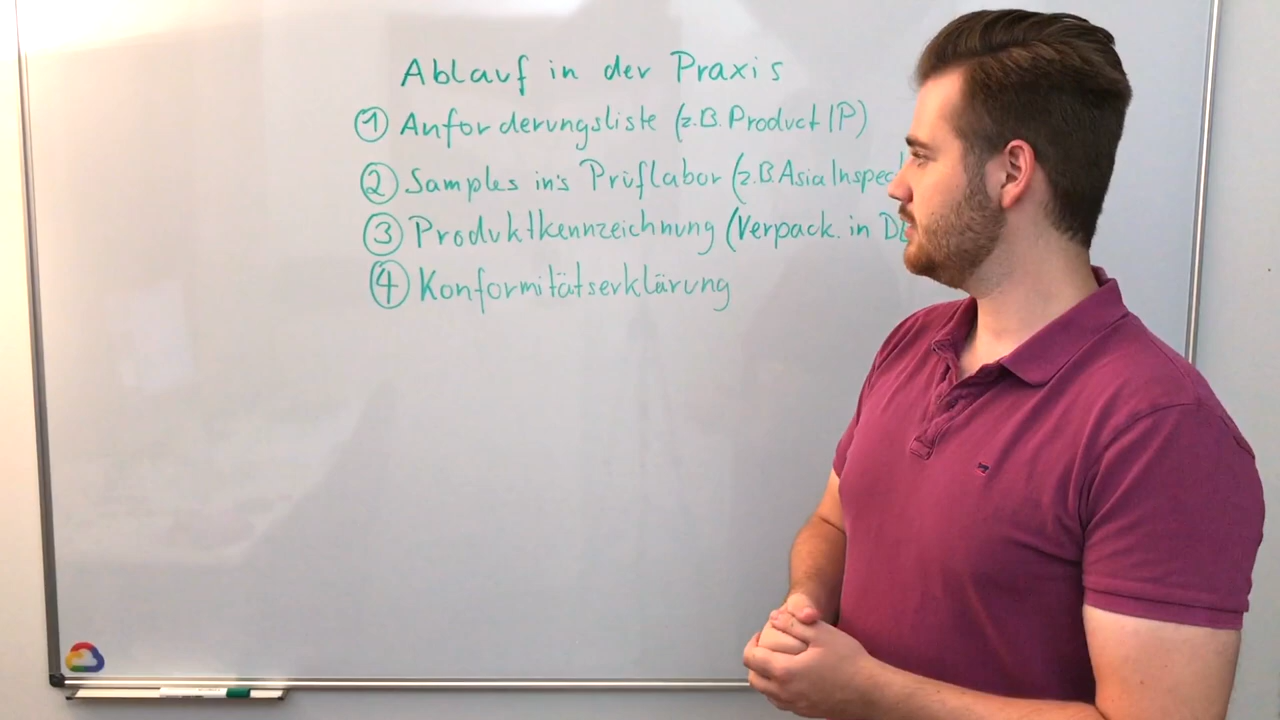 Ablauf in der Praxis
1 Anforderungsliste (z.B. Product IP)
2 Samples in's Prüflabor (z.B. Asia Inspec
3 Produktkennzeichnung (Verpack. in DE
4 Konformitätserklärung